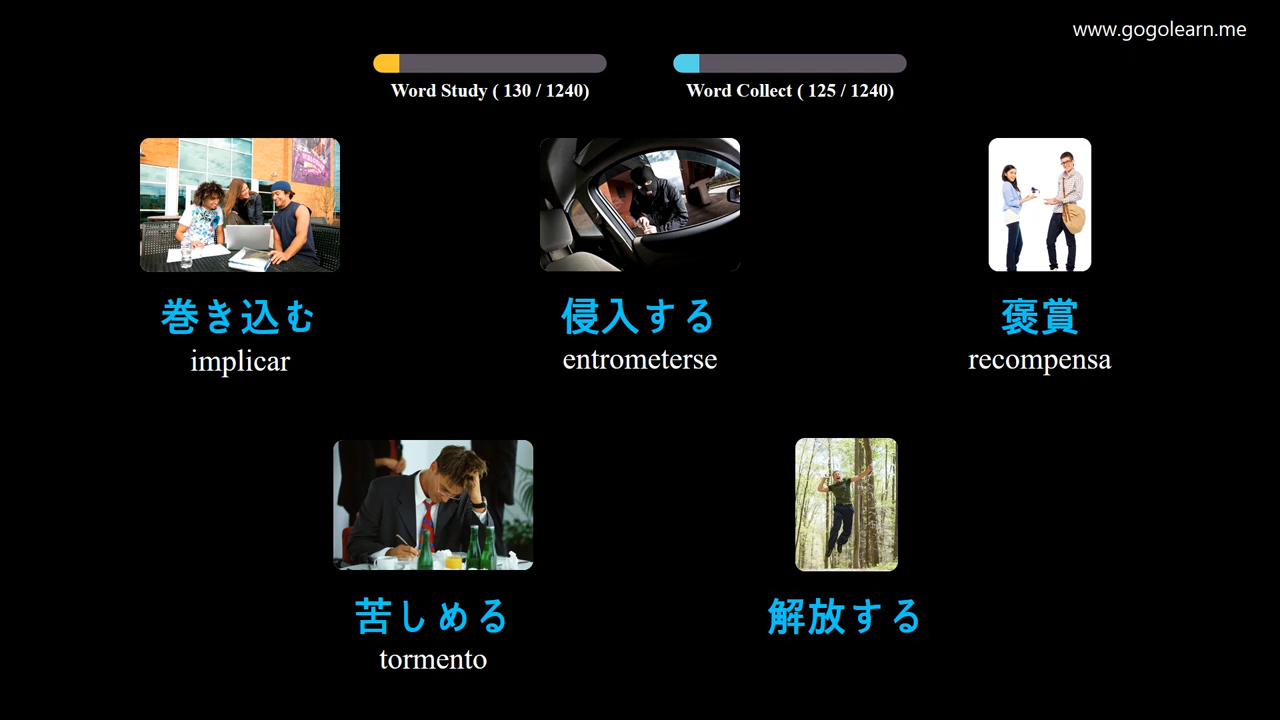 www.gogolearn.me
Word Study ( 130 / 1240)
Word Collect ( 125 / 1240)
巻き込む
implicar
侵入する
entrometerse
褒賞
recompensa
苦しめる
tormento
解放する